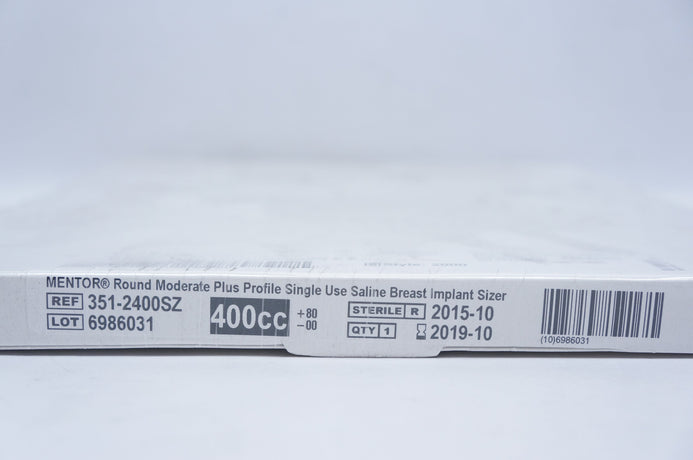 MENTOR® Round Moderate Plus Profile Single Use Saline Breast Implant Sizer
REF 351-2400SZ
LOT 6986031
400cc +80 –00
STERILE R 2015-10
QTY 1 2019-10
(10)6986031